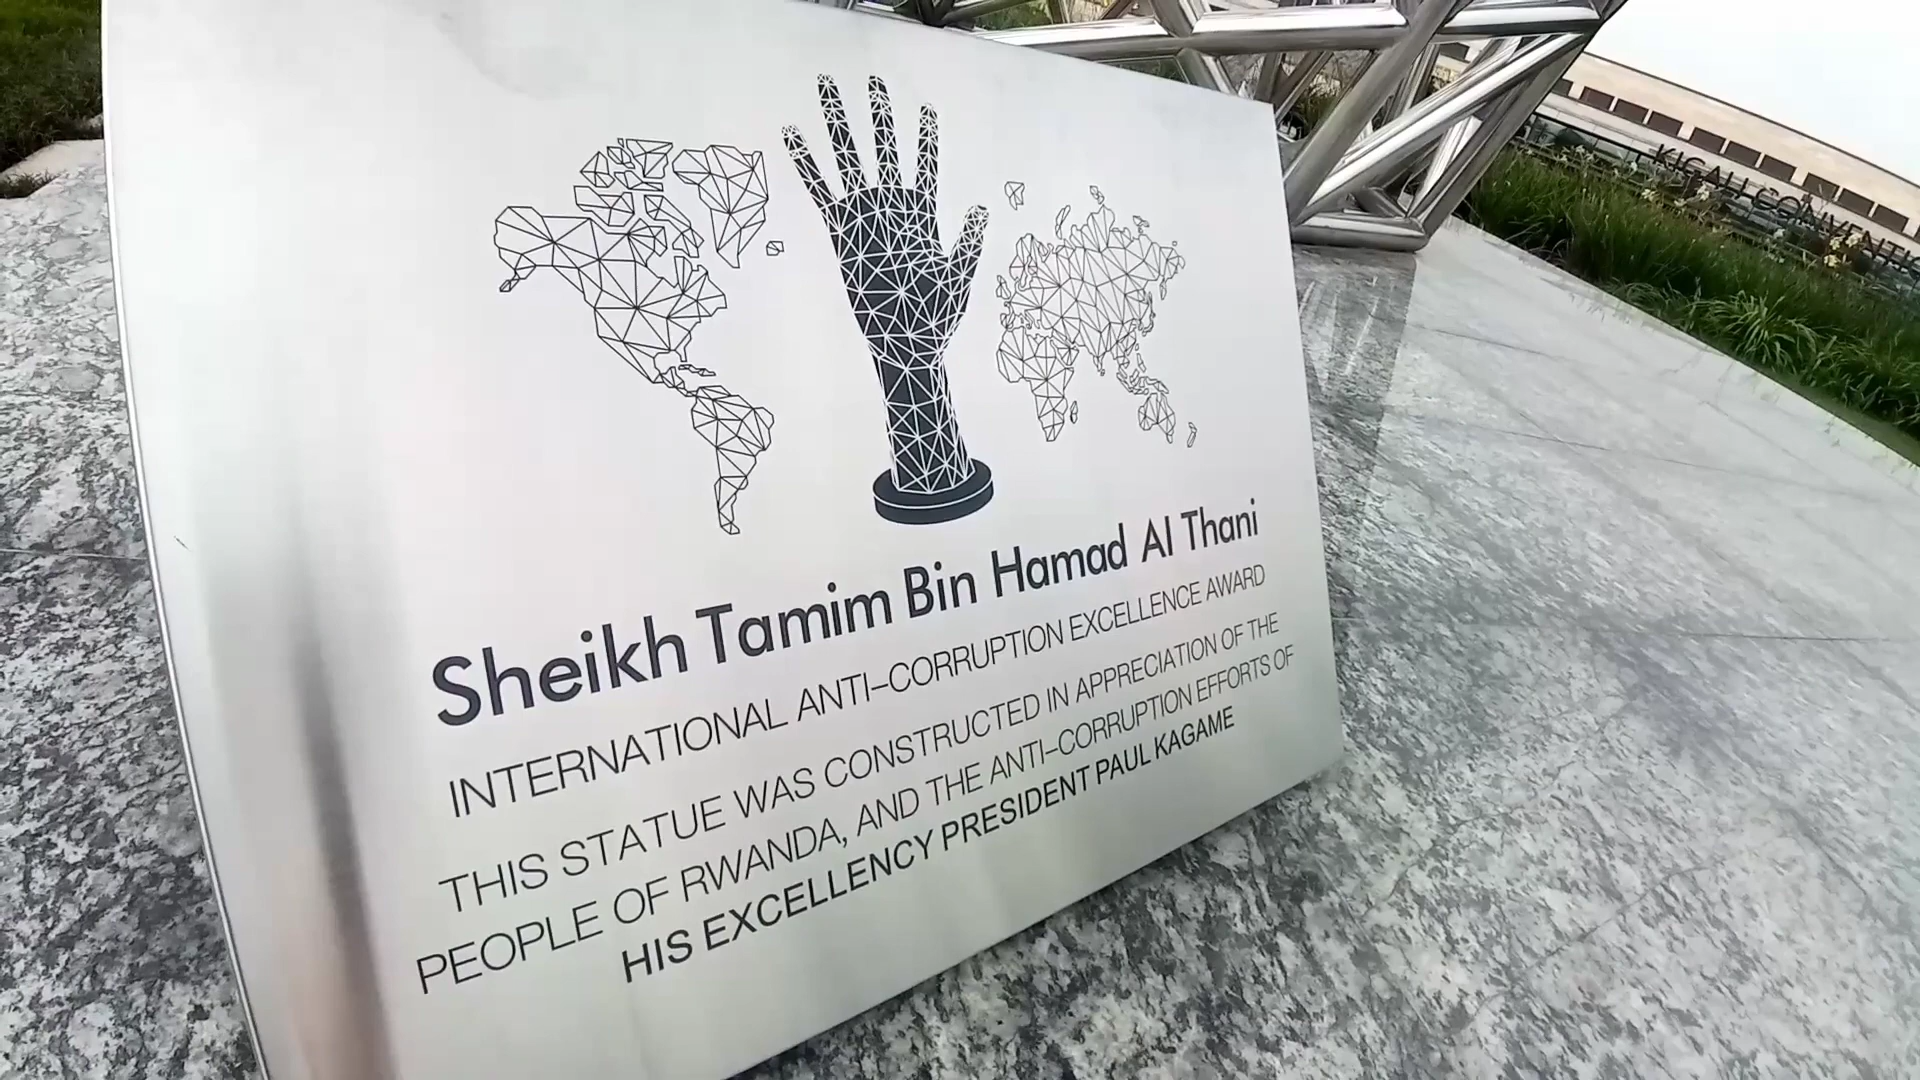 Sheikh Tamim Bin Hamad Al Thani
INTERNATIONAL ANTI-CORRUPTION EXCELLENCE AWARD
THIS STATUE WAS CONSTRUCTED IN APPRECIATION OF THE
PEOPLE OF RWANDA, AND THE ANTI-CORRUPTION EFFORTS OF
HIS EXCELLENCY PRESIDENT PAUL KAGAME
KIGALI